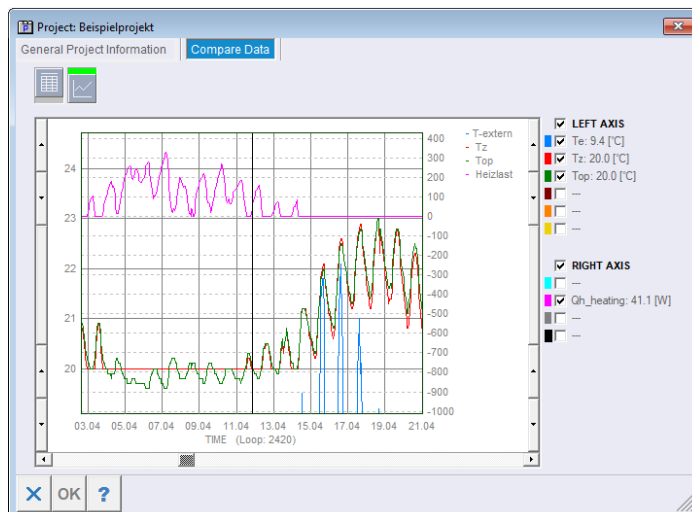 Project: Beispielprojekt
General Project Information
Compare Data
T-extern
Tz
Top
Heizlast
24
23
22
21
20
400
300
200
100
0
-100
-200
-300
-400
-500
-600
-700
-800
-900
-1000
03.04 05.04 07.04 09.04 11.04 13.04 15.04 17.04 19.04 21.04
TIME (Loop: 2420)
LEFT AXIS
Te: 9.4 [°C]
Tz: 20.0 [°C]
Top: 20.0 [°C]
---
---
---
RIGHT AXIS
---
Qh_heating: 41.1 [W]
---
---
OK
?